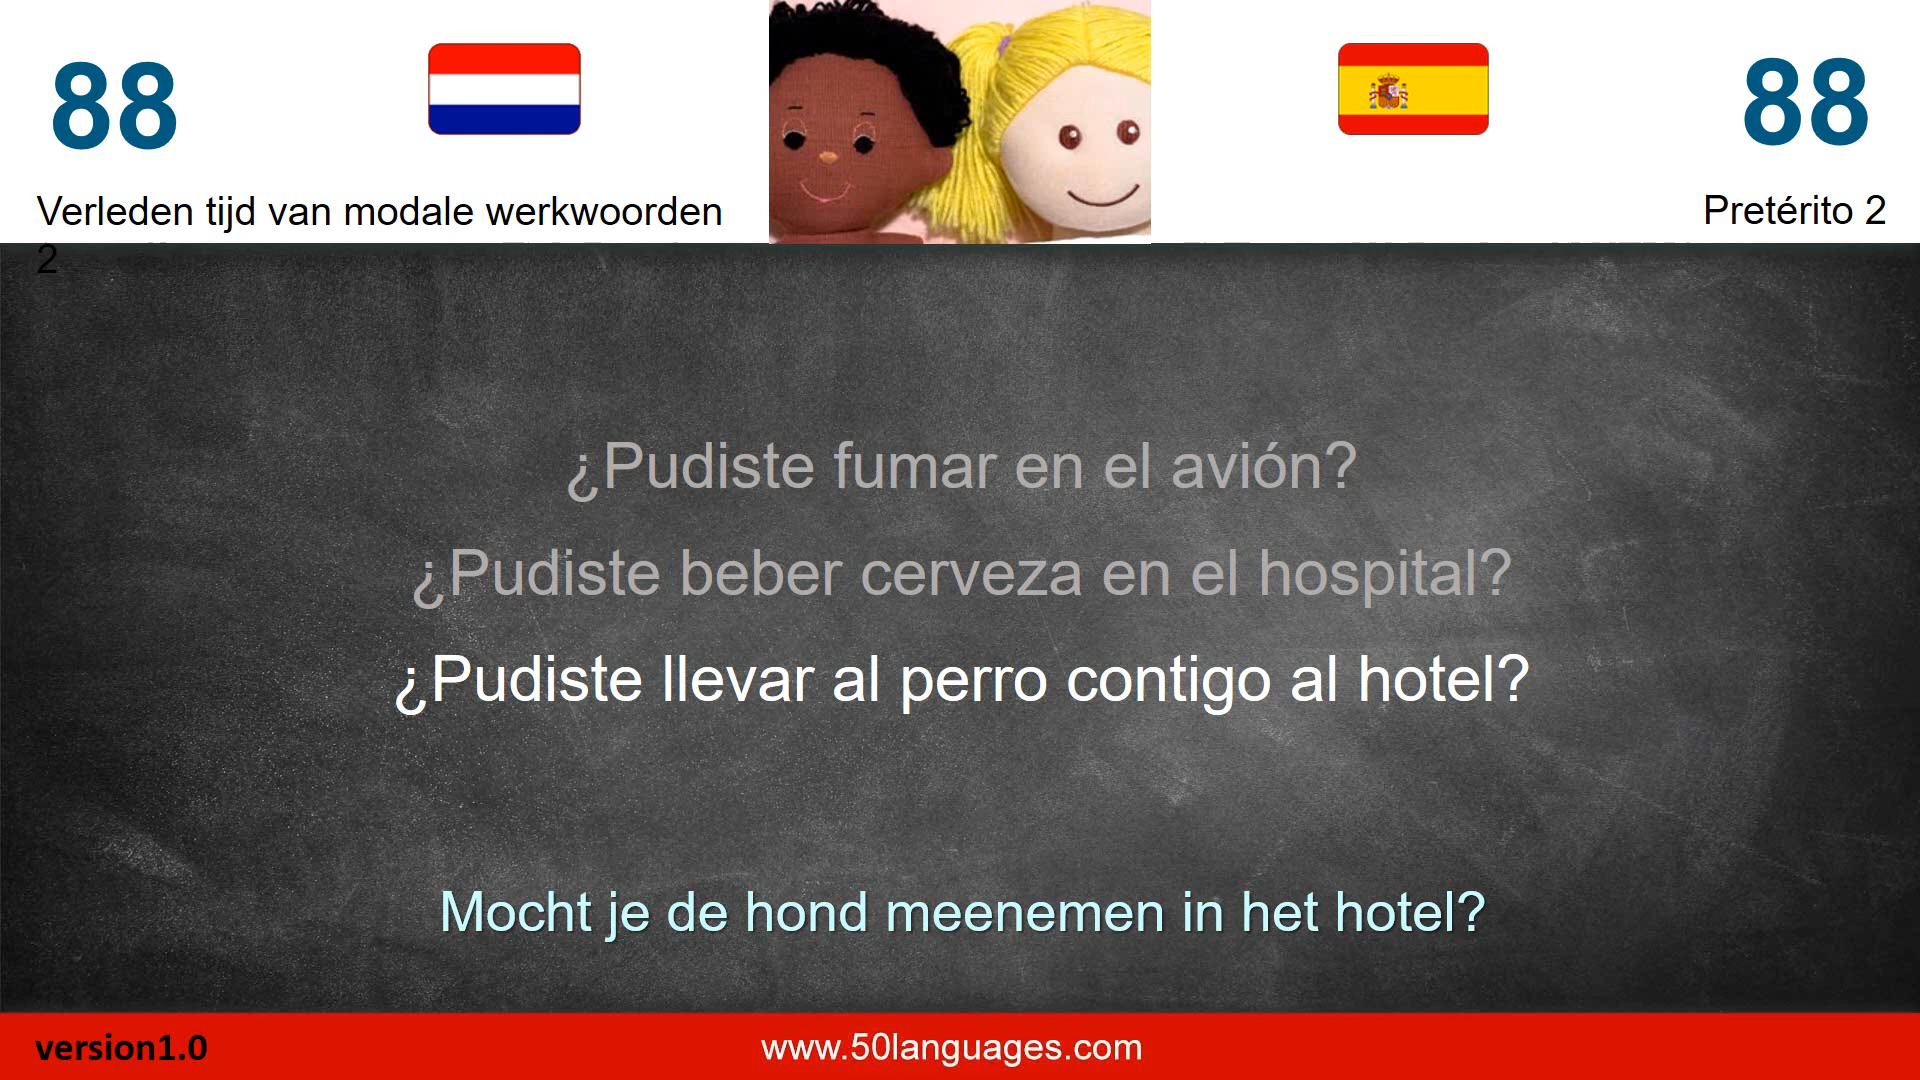 88
88
Verleden tijd van modale werkwoorden
2
Pretérito 2
¿Pudiste fumar en el avión?
¿Pudiste beber cerveza en el hospital?
¿Pudiste llevar al perro contigo al hotel?
Mocht je de hond meenemen in het hotel?
version1.0
www.50languages.com